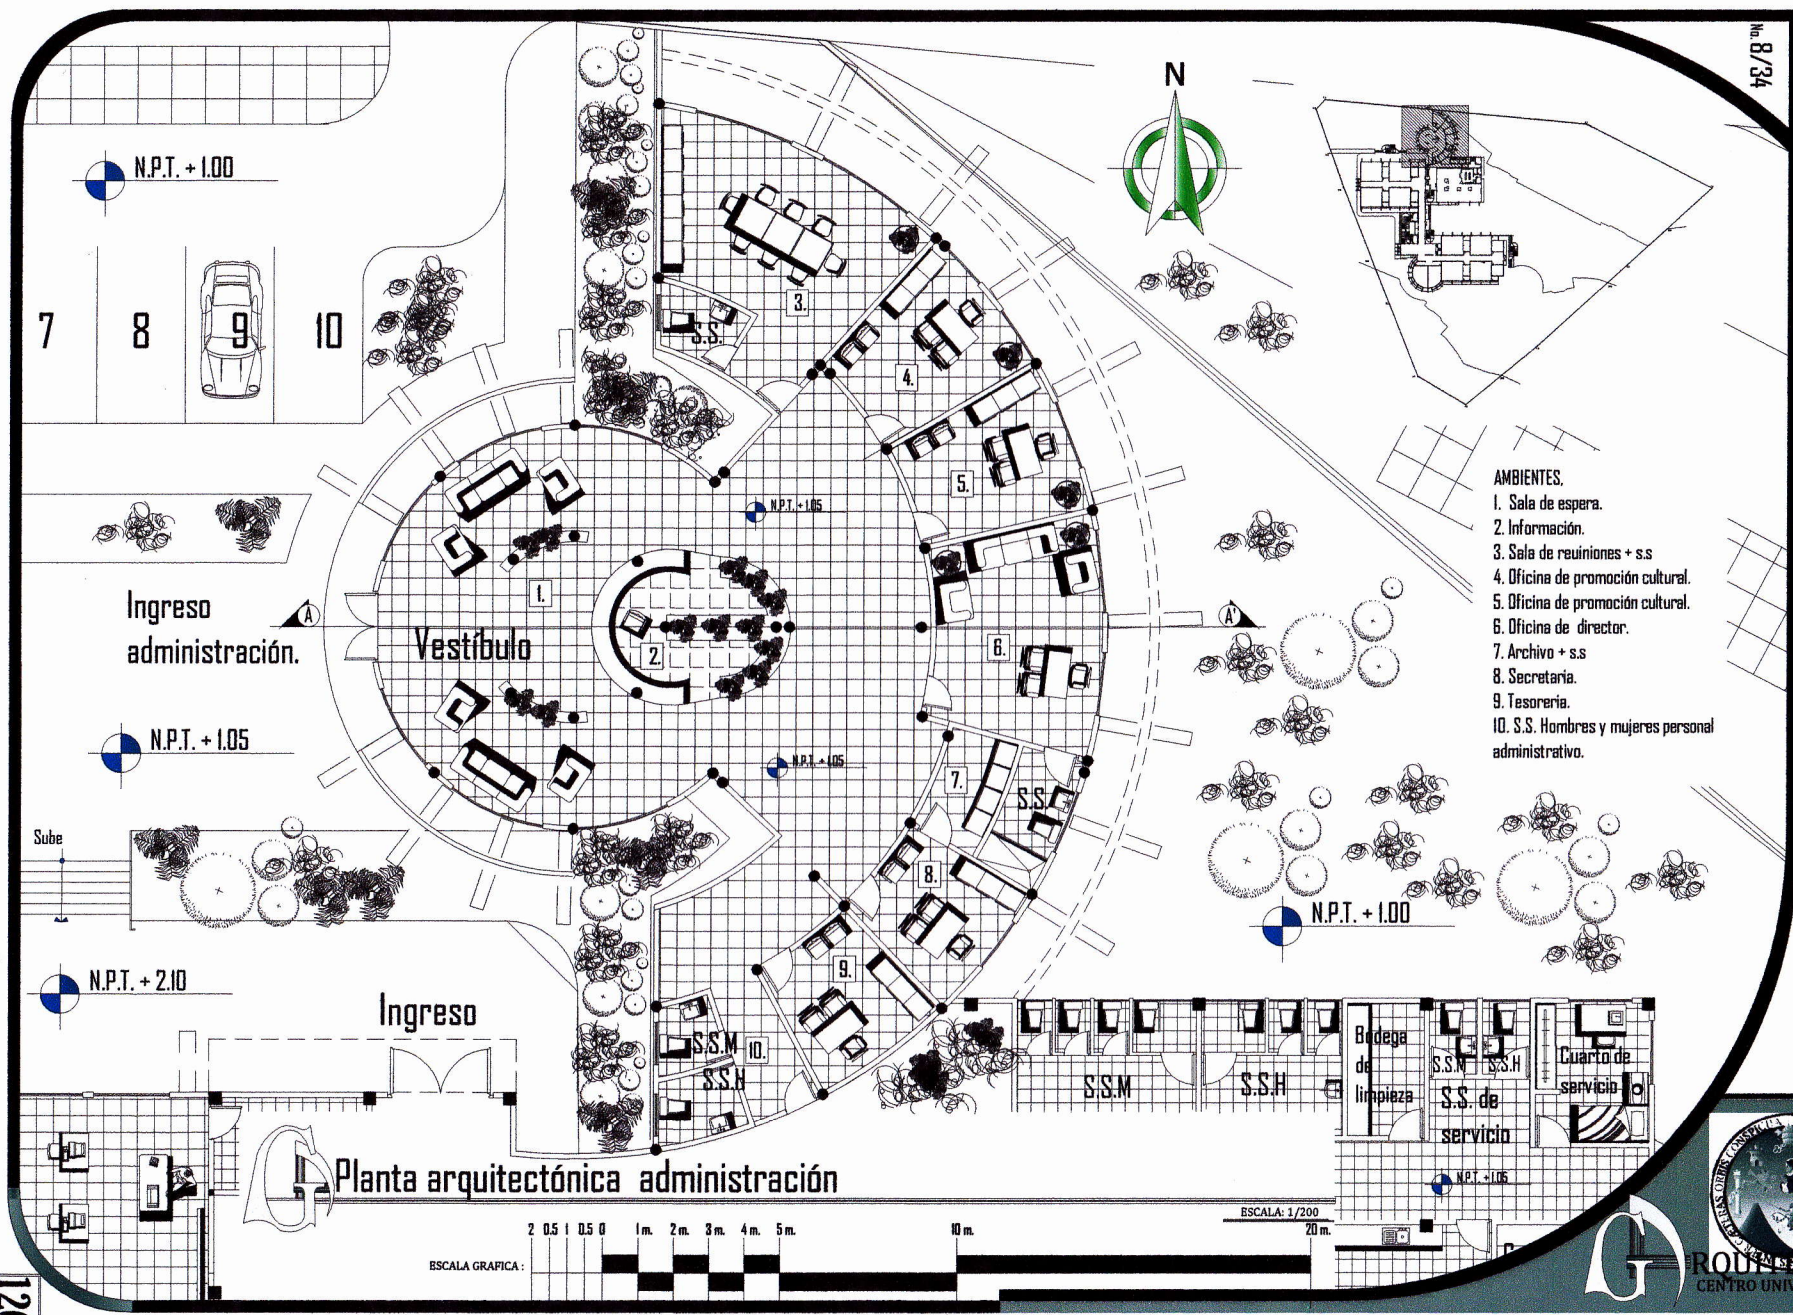 No. 8/34
N
N.P.T. + 1.00
7
8
9
10
3.
S.S.
4.
5.
N.P.T. + 1.05
AMBIENTES,
1. Sala de espera.
2. Información.
3. Sala de reuiniones + s.s
4. Oficina de promoción cultural.
5. Oficina de promoción cultural.
6. Oficina de director.
7. Archivo + s.s
8. Secretaria.
9. Tesoreria.
10. S.S. Hombres y mujeres personal
administrativo.
Ingreso
administración.
A
Vestíbulo
1.
2.
6.
A'
N.P.T. + 1.05
N.P.T. + 1.05
7.
S.S.
Sube
8.
N.P.T. + 1.00
9.
N.P.T. + 2.10
Ingreso
S.S.M
10.
S.S.H
S.S.M
S.S.H
Bodega
de
limpieza
S.S.M
S.S.H
S.S. de
servicio
Cuarto de
servicio
N.P.T. + 1.05
Planta arquitectónica administración
ESCALA: 1/200
2 0.5 1 0.5 0 1 m. 2 m. 3 m. 4 m. 5 m. 10 m. 20 m.
ESCALA GRAFICA :
RQUITE
CENTRO UNIV